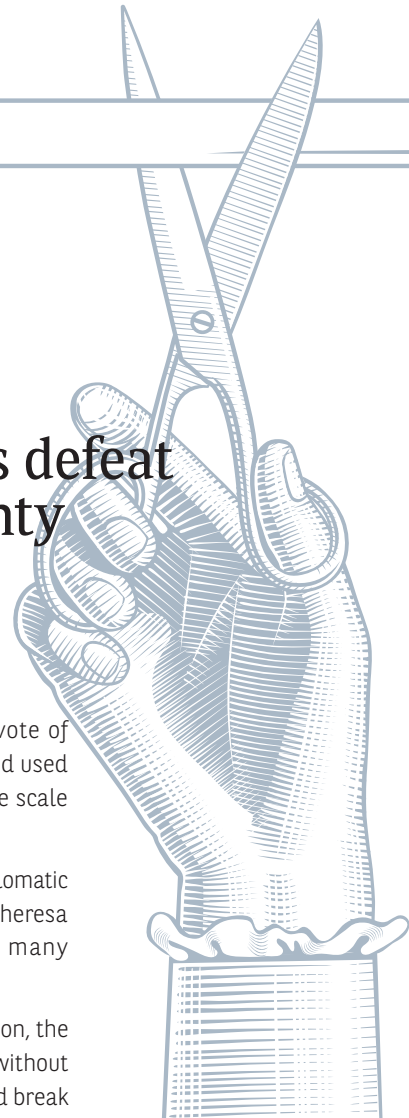 s defeat
nty
vote of
d used
e scale
lomatic
heresa
many
on, the
without
d break